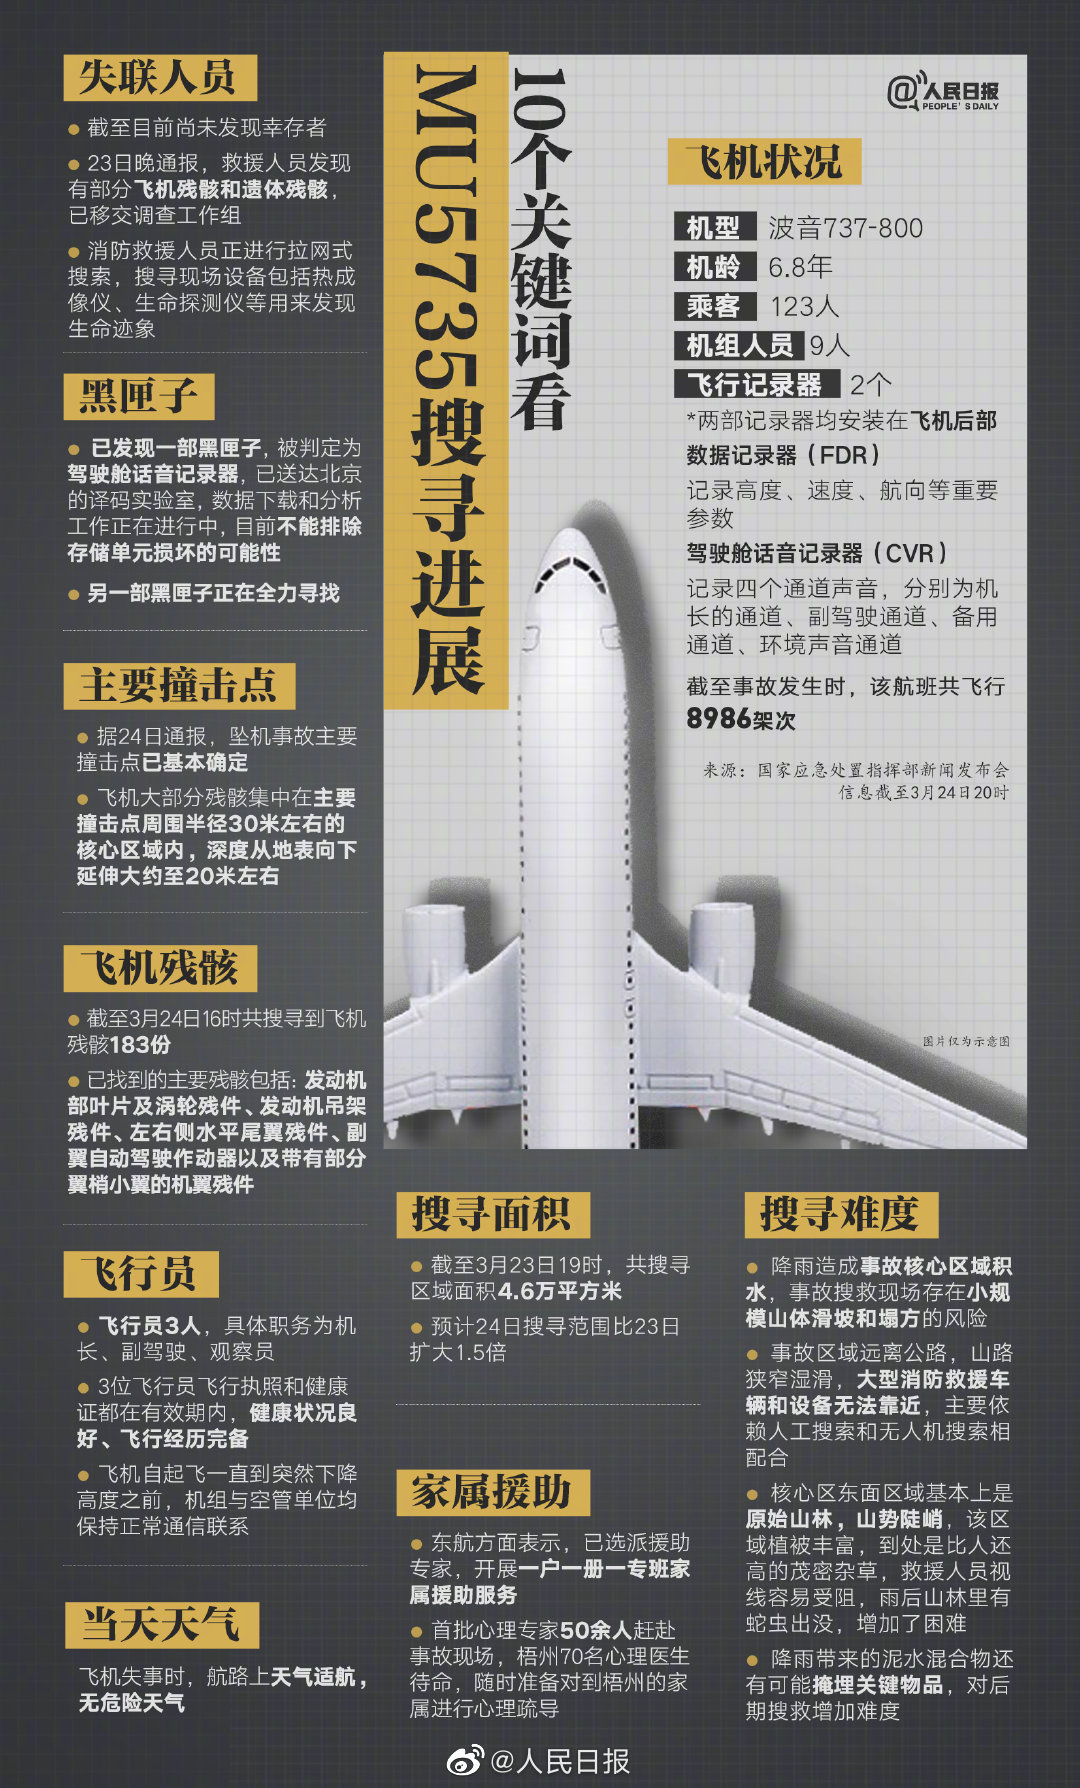 10个关键词看
MU5735搜寻进展
@人民日报
PEOPLE'S DAILY
失联人员
● 截至目前尚未发现幸存者
● 23日晚通报，救援人员发现
有部分飞机残骸和遗体残骸，
已移交调查工作组
● 消防救援人员正进行拉网式
搜索，搜寻现场设备包括热成
像仪、生命探测仪等用来发现
生命迹象
黑匣子
● 已发现一部黑匣子，被判定为
驾驶舱话音记录器，已送达北京
的译码实验室，数据下载和分析
工作正在进行中，目前不能排除
存储单元损坏的可能性
● 另一部黑匣子正在全力寻找
主要撞击点
● 据24日通报，坠机事故主要
撞击点已基本确定
● 飞机大部分残骸集中在主要
撞击点周围半径30米左右的
核心区域内，深度从地表向下
延伸大约至20米左右
飞机残骸
● 截至3月24日16时共搜寻到飞机
残骸183份
● 已找到的主要残骸包括：发动机
部叶片及涡轮残件、发动机吊架
残件、左右侧水平尾翼残件、副
翼自动驾驶作动器以及带有部分
翼梢小翼的机翼残件
飞行员
● 飞行员3人，具体职务为机
长、副驾驶、观察员
● 3位飞行员飞行执照和健康
证都在有效期内，健康状况良
好、飞行经历完备
● 飞机自起飞一直到突然下降
高度之前，机组与空管单位均
保持正常通信联系
当天天气
飞机失事时，航路上天气适航，
无危险天气
飞机状况
机型 波音737-800
机龄 6.8年
乘客 123人
机组人员 9人
飞行记录器 2个
*两部记录器均安装在飞机后部
数据记录器（FDR）
记录高度、速度、航向等重要
参数
驾驶舱话音记录器（CVR）
记录四个通道声音，分别为机
长的通道、副驾驶通道、备用
通道、环境声音通道
截至事故发生时，该航班共飞行
8986架次
来源：国家应急处置指挥部新闻发布会
信息截至3月24日20时
图片仅为示意图
搜寻面积
● 截至3月23日19时，共搜寻
区域面积4.6万平方米
● 预计24日搜寻范围比23日
扩大1.5倍
家属援助
● 东航方面表示，已选派援助
专家，开展一户一册一专班家
属援助服务
● 首批心理专家50余人赶赴
事故现场，梧州70名心理医生
待命，随时准备对到梧州的家
属进行心理疏导
搜寻难度
● 降雨造成事故核心区域积
水，事故搜救现场存在小规
模山体滑坡和塌方的风险
● 事故区域远离公路，山路
狭窄湿滑，大型消防救援车
辆和设备无法靠近，主要依
赖人工搜索和无人机搜索相
配合
● 核心区东面区域基本上是
原始山林，山势陡峭，该区
域植被丰富，到处是比人还
高的茂密杂草，救援人员视
线容易受阻，雨后山林里有
蛇虫出没，增加了困难
● 降雨带来的泥水混合物还
有可能掩埋关键物品，对后
期搜救增加难度
@人民日报